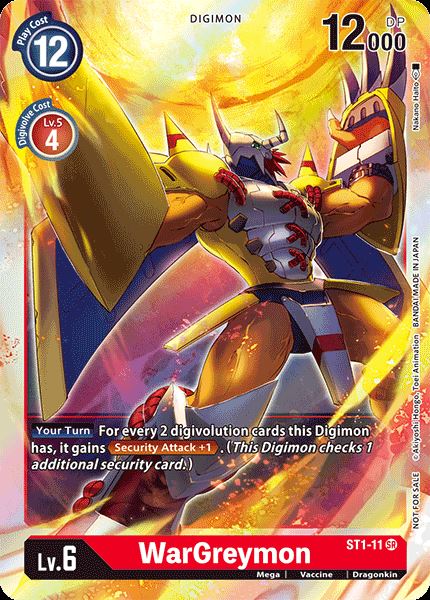 Play Cost
12
DIGIMON
12000
DP
Digivolve Cost
Lv.5
4
Nakano Haito
©Akiyoshi Hongo, Toei Animation BANDAI MADE IN JAPAN
NOT FOR SALE
Your Turn For every 2 digivolution cards this Digimon
has, it gains Security Attack +1 . (This Digimon checks 1
additional security card.)
Lv.6
WarGreymon
ST1-11 SR
Mega | Vaccine | Dragonkin